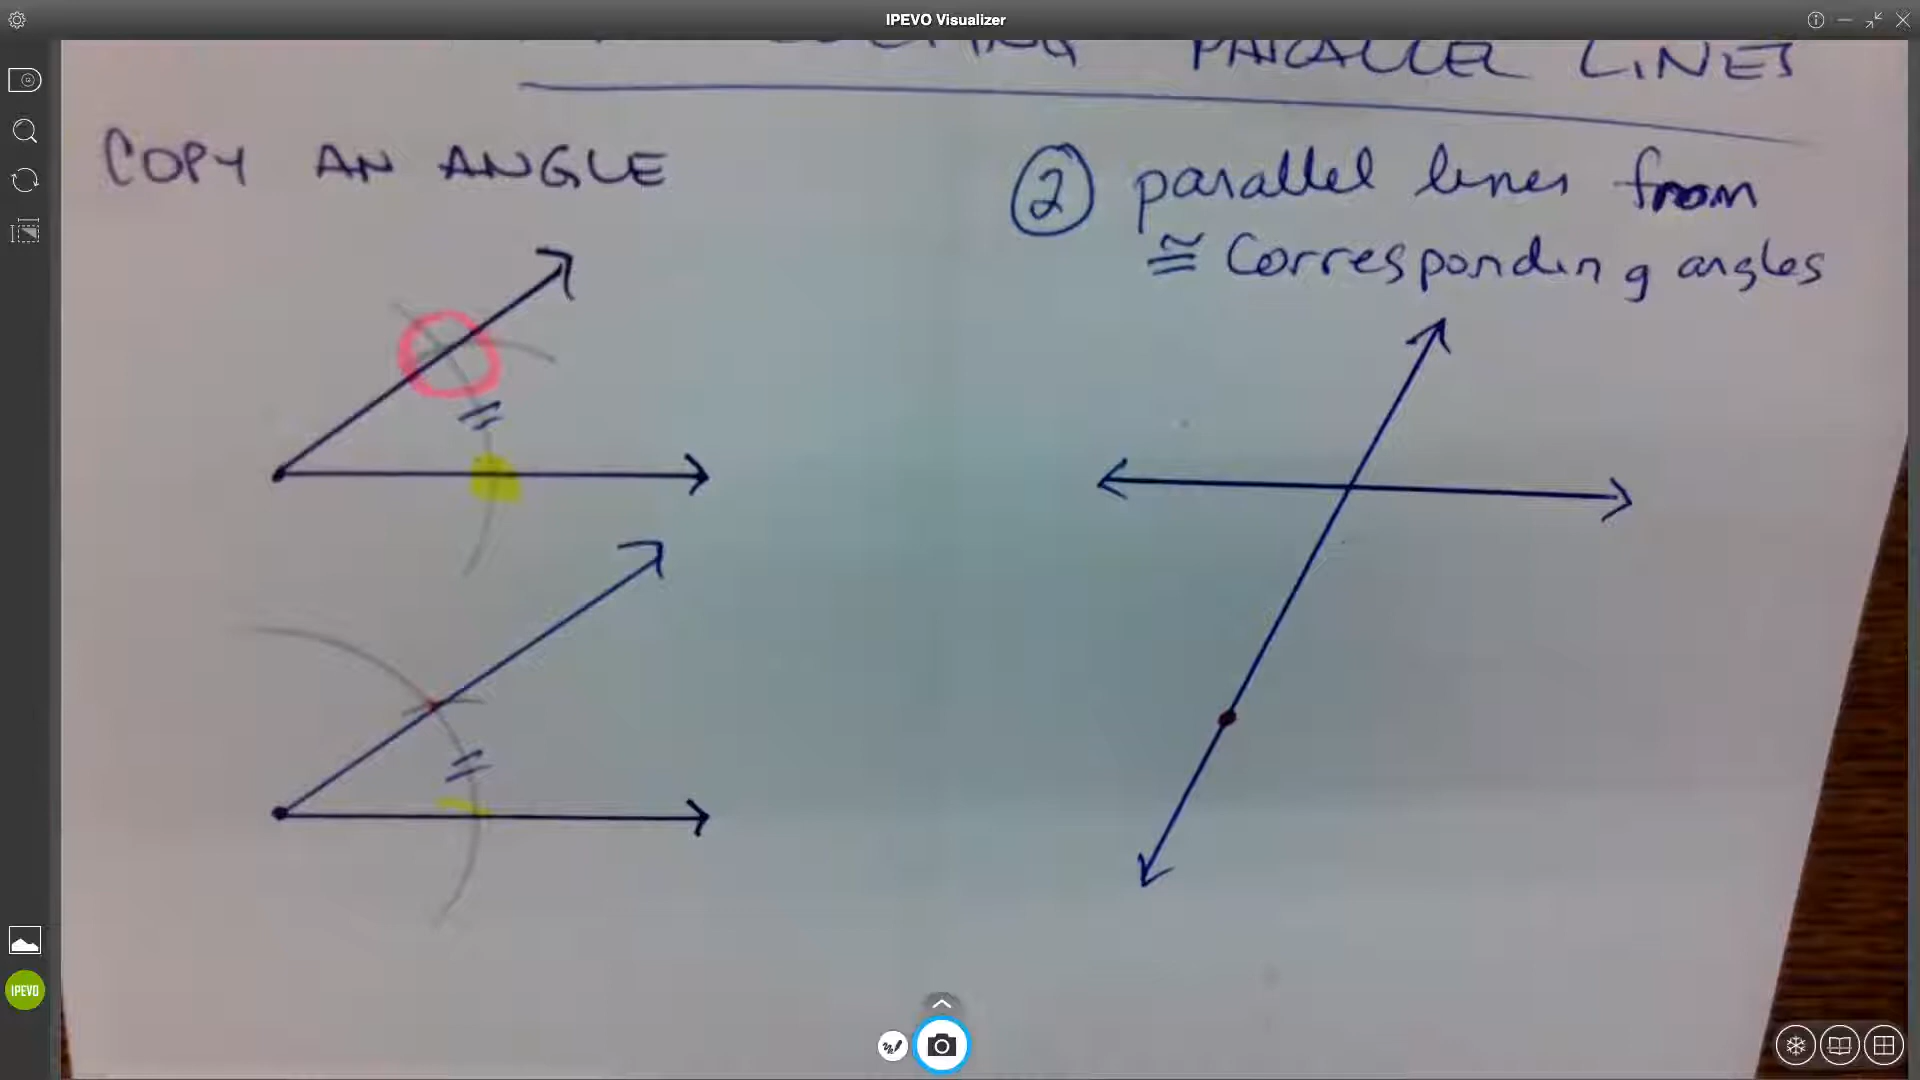 IPEVO Visualizer
PARALLEL LINES
COPY AN ANGLE
② parallel lines from
≅ Corresponding angles
IPEVO